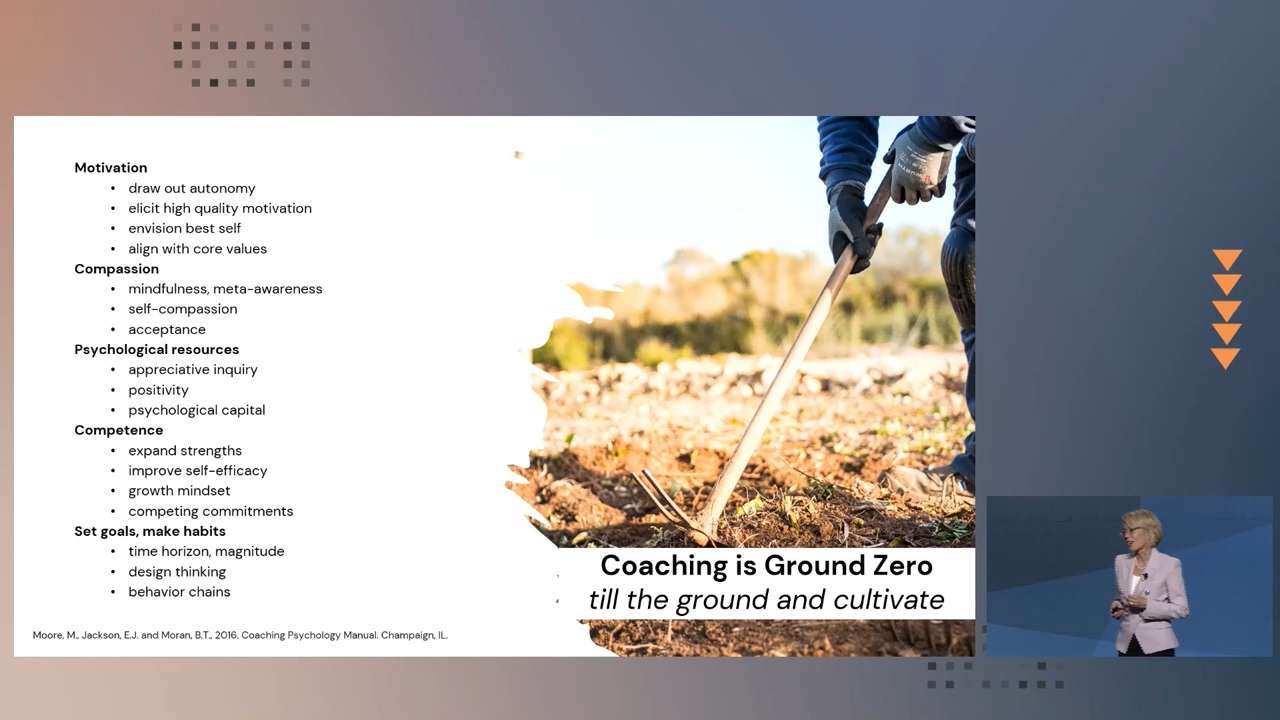 Motivation
• draw out autonomy
• elicit high quality motivation
• envision best self
• align with core values
Compassion
• mindfulness, meta-awareness
• self-compassion
• acceptance
Psychological resources
• appreciative inquiry
• positivity
• psychological capital
Competence
• expand strengths
• improve self-efficacy
• growth mindset
• competing commitments
Set goals, make habits
• time horizon, magnitude
• design thinking
• behavior chains
Moore, M., Jackson, E.J. and Moran, B.T., 2016. Coaching Psychology Manual. Champaign, IL.
Coaching is Ground Zero
till the ground and cultivate